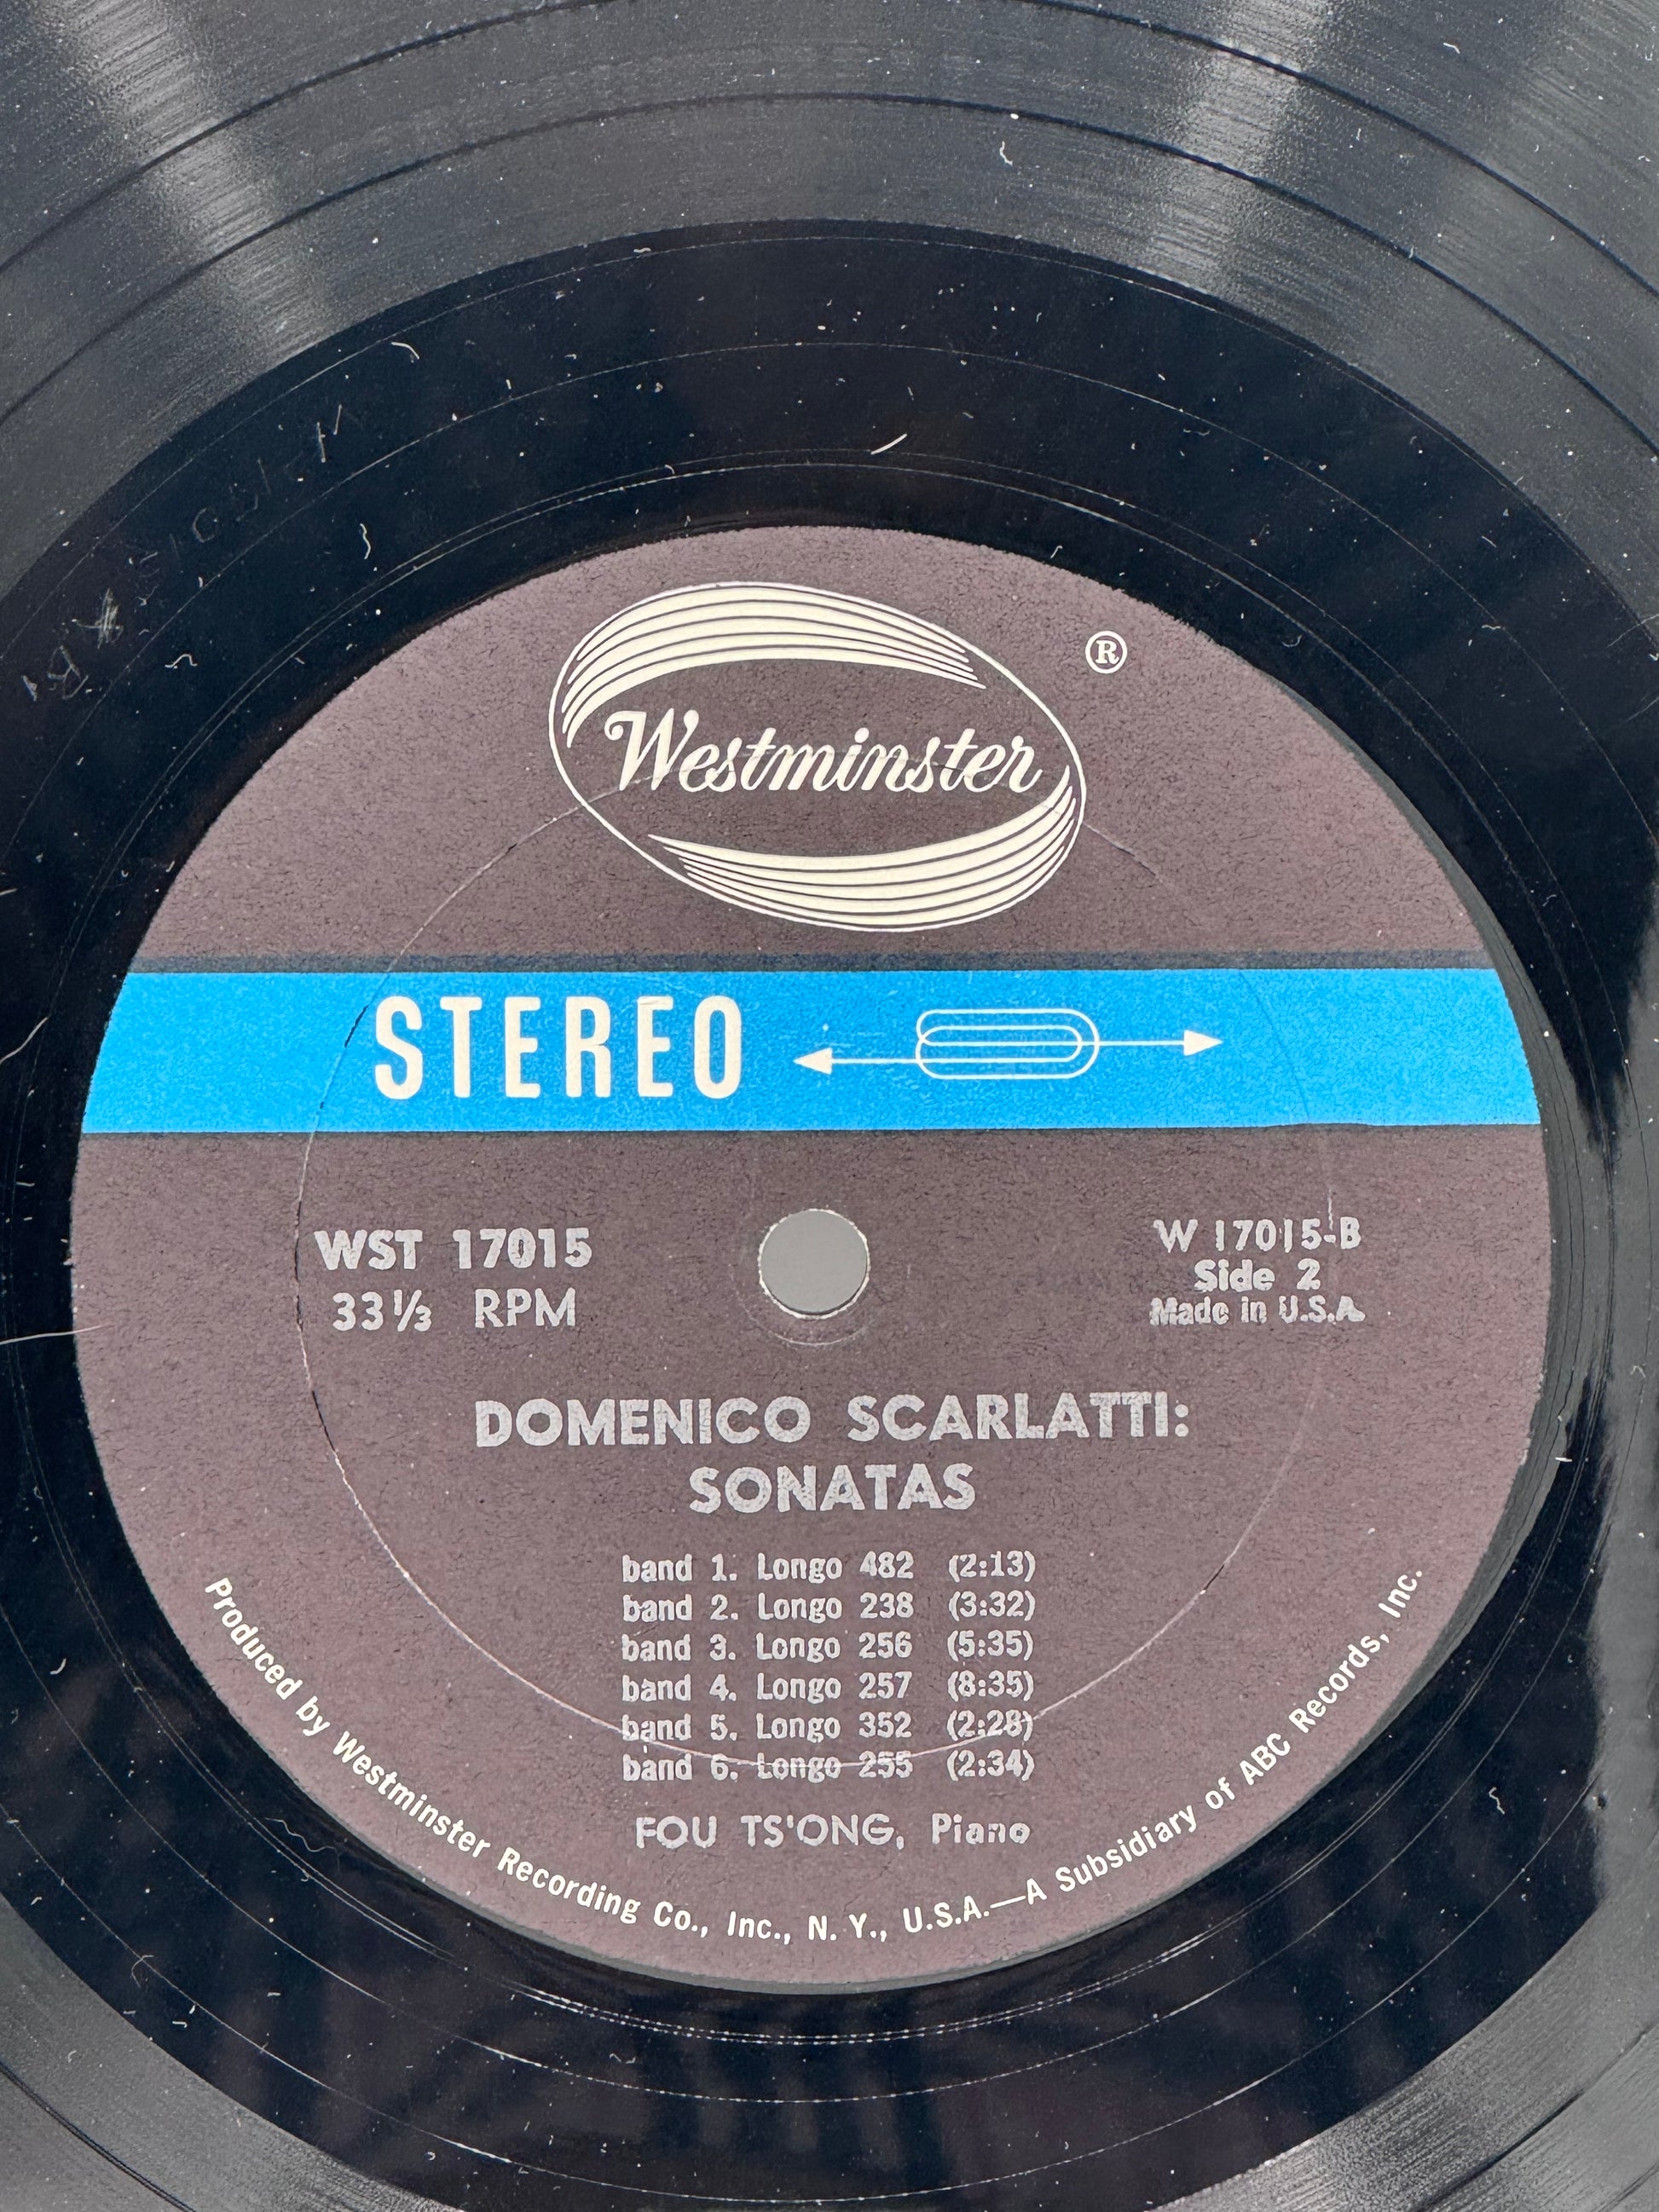 Westminster ®
STEREO
WST 17015
33⅓ RPM
W 17015-B
Side 2
Made in U.S.A.
DOMENICO SCARLATTI:
SONATAS
band 1. Longo 482 (2:13)
band 2. Longo 238 (3:32)
band 3. Longo 256 (5:35)
band 4. Longo 257 (8:35)
band 5. Longo 352 (2:28)
band 6. Longo 255 (2:34)
FOU TS'ONG, Piano
Produced by Westminster Recording Co., Inc., N. Y., U.S.A.—A Subsidiary of ABC Records, Inc.